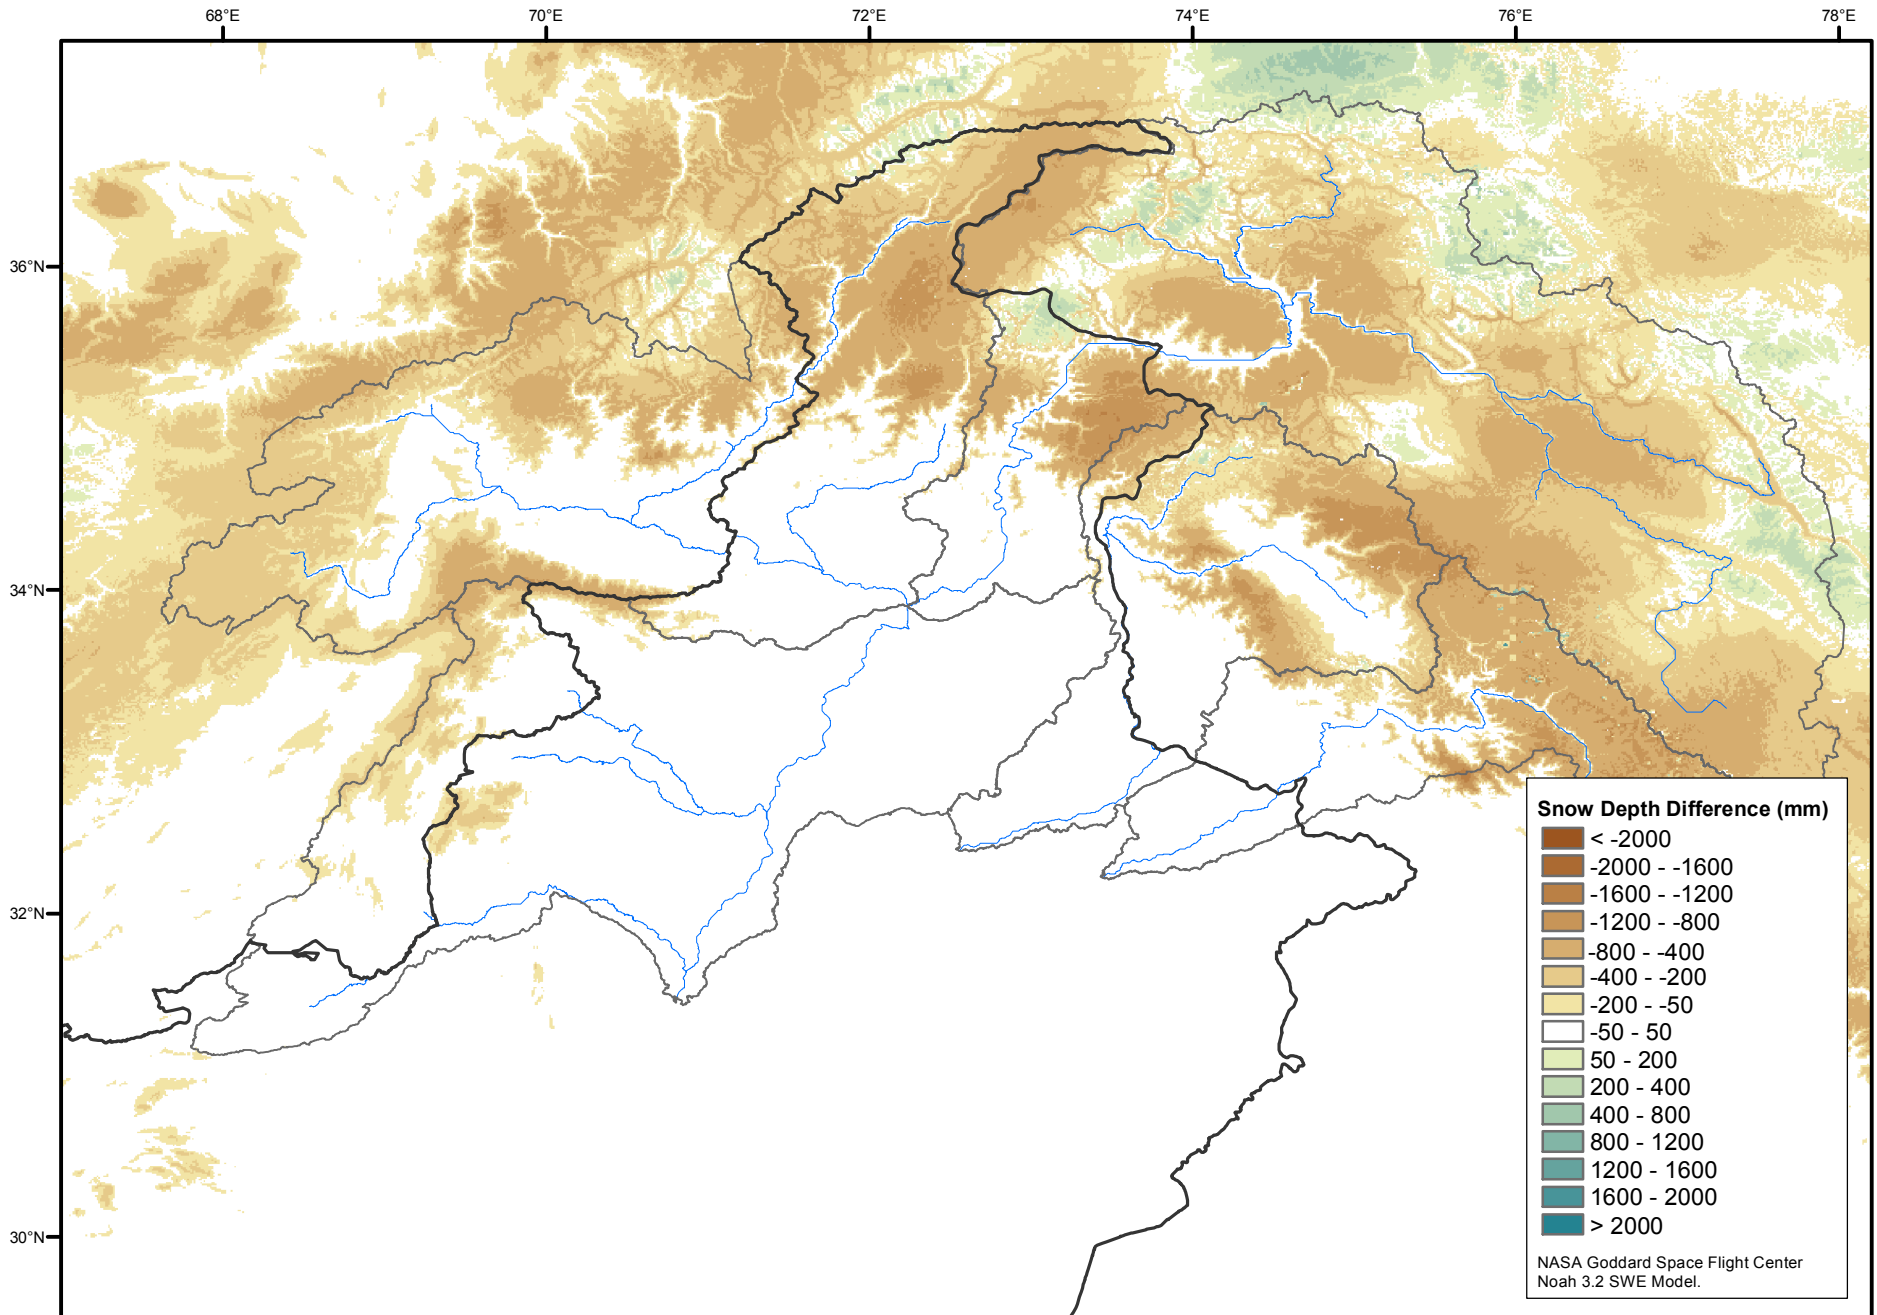 68°E 70°E 72°E 74°E 76°E 78°E
36°N
34°N
32°N
30°N
Snow Depth Difference (mm)
< -2000
-2000 - -1600
-1600 - -1200
-1200 - -800
-800 - -400
-400 - -200
-200 - -50
-50 - 50
50 - 200
200 - 400
400 - 800
800 - 1200
1200 - 1600
1600 - 2000
> 2000
NASA Goddard Space Flight Center
Noah 3.2 SWE Model.